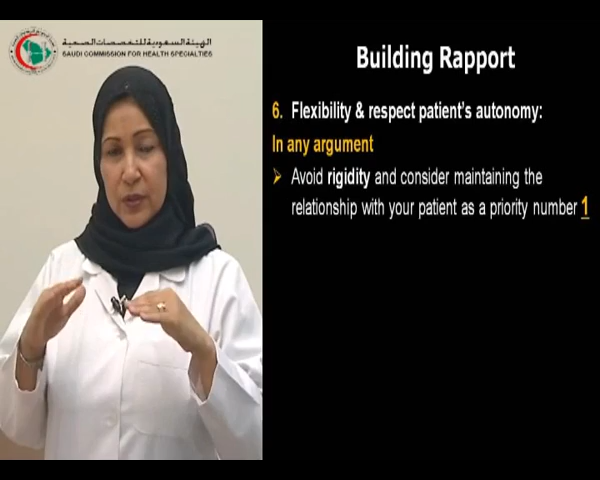 الهيئة السعودية للتخصصات الصحية
SAUDI COMMISSION FOR HEALTH SPECIALTIES
Building Rapport
6. Flexibility & respect patient's autonomy:
In any argument
➢ Avoid rigidity and consider maintaining the
relationship with your patient as a priority number 1